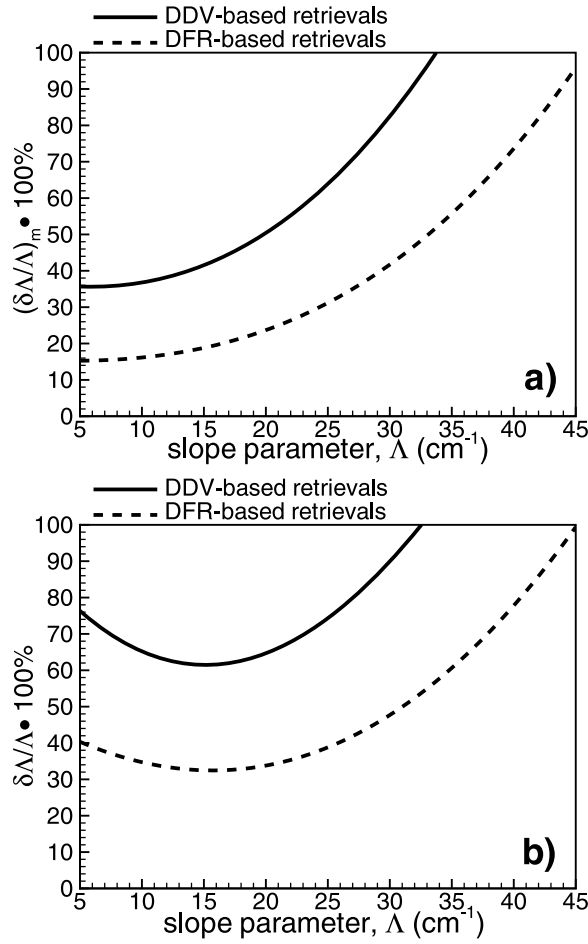 DDV-based retrievals
DFR-based retrievals
100
90
80
70
60
50
40
30
20
10
0
(δΛ/Λ)ₘ • 100%
a)
5 10 15 20 25 30 35 40 45
slope parameter, Λ (cm⁻¹)
DDV-based retrievals
DFR-based retrievals
100
90
80
70
60
50
40
30
20
10
0
δΛ/Λ • 100%
b)
5 10 15 20 25 30 35 40 45
slope parameter, Λ (cm⁻¹)